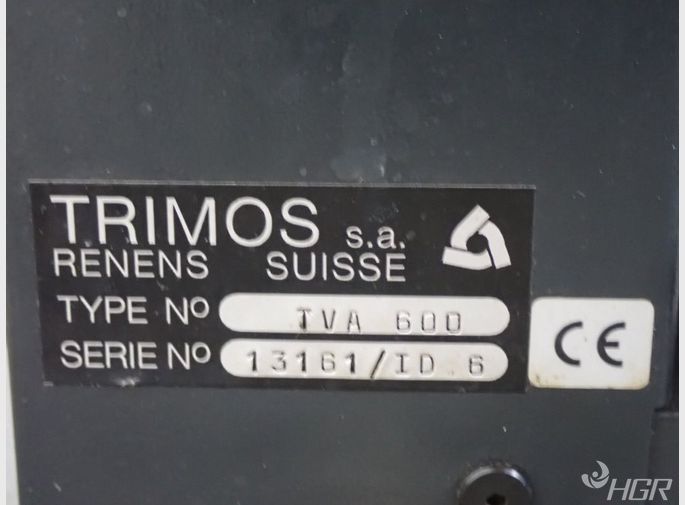 TRIMOS s.a.
RENENS SUISSE
TYPE No TVA 600
SERIE No 13161/ID.6
CE
HGR